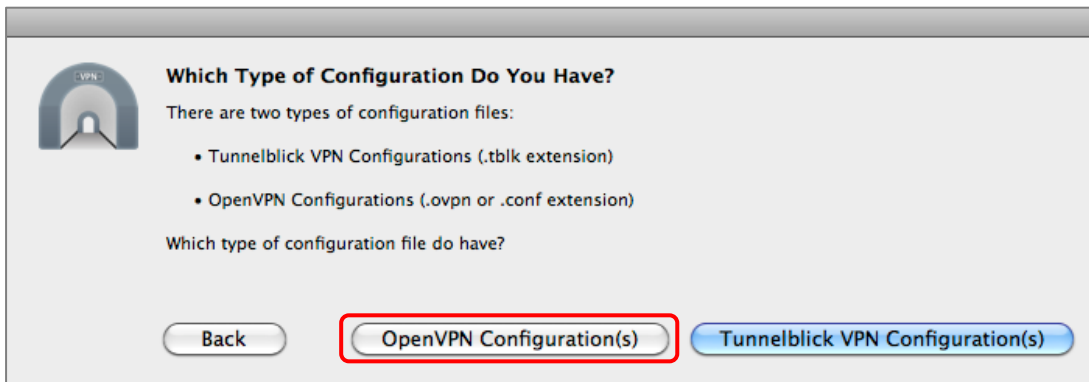 VPN
Which Type of Configuration Do You Have?
There are two types of configuration files:
• Tunnelblick VPN Configurations (.tblk extension)
• OpenVPN Configurations (.ovpn or .conf extension)
Which type of configuration file do have?
Back
OpenVPN Configuration(s)
Tunnelblick VPN Configuration(s)